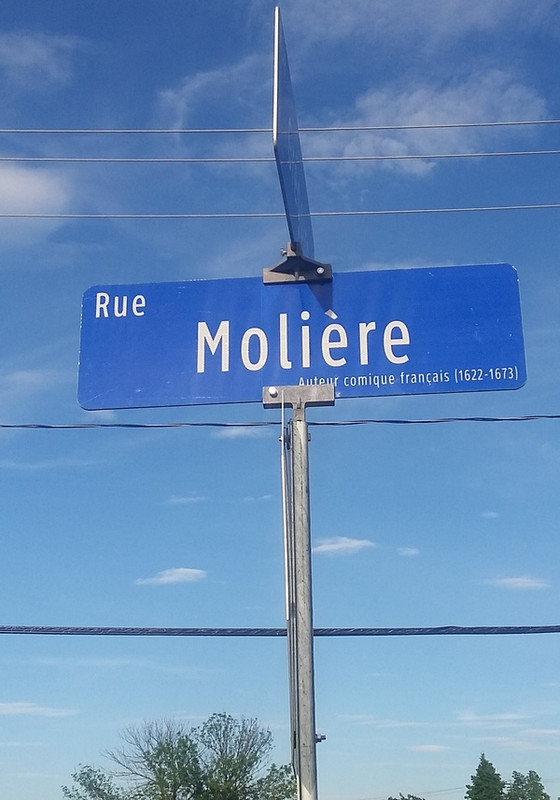 Rue
Molière
Auteur comique français (1622-1673)